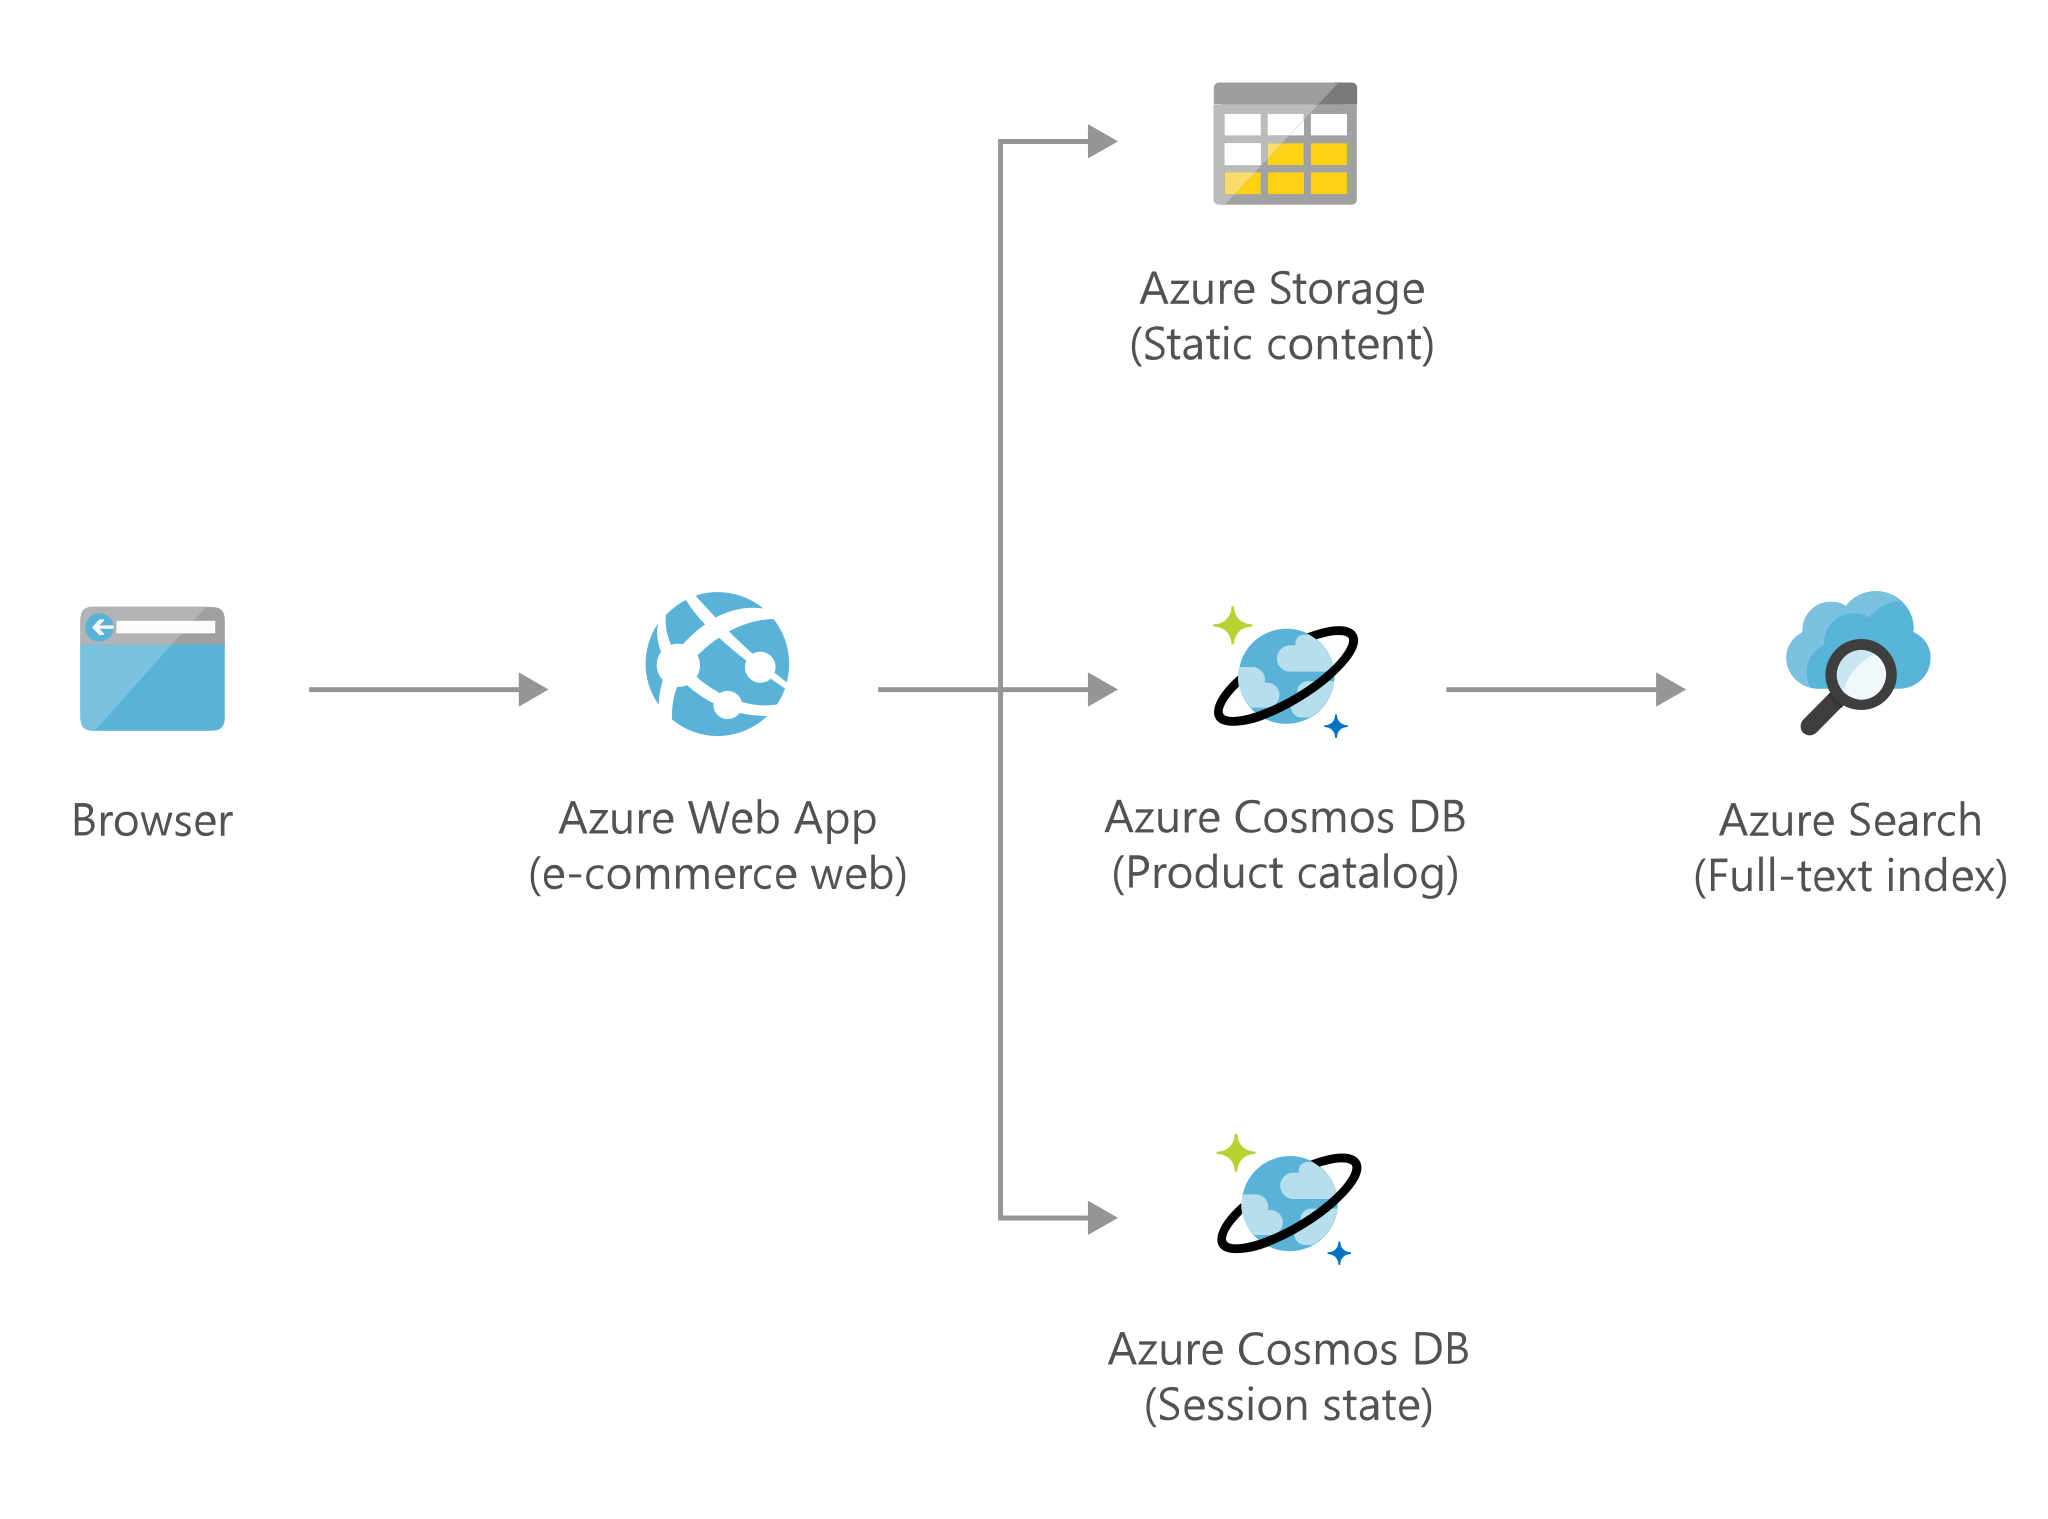 Azure Storage
(Static content)
Browser
Azure Web App
(e-commerce web)
Azure Cosmos DB
(Product catalog)
Azure Search
(Full-text index)
Azure Cosmos DB
(Session state)